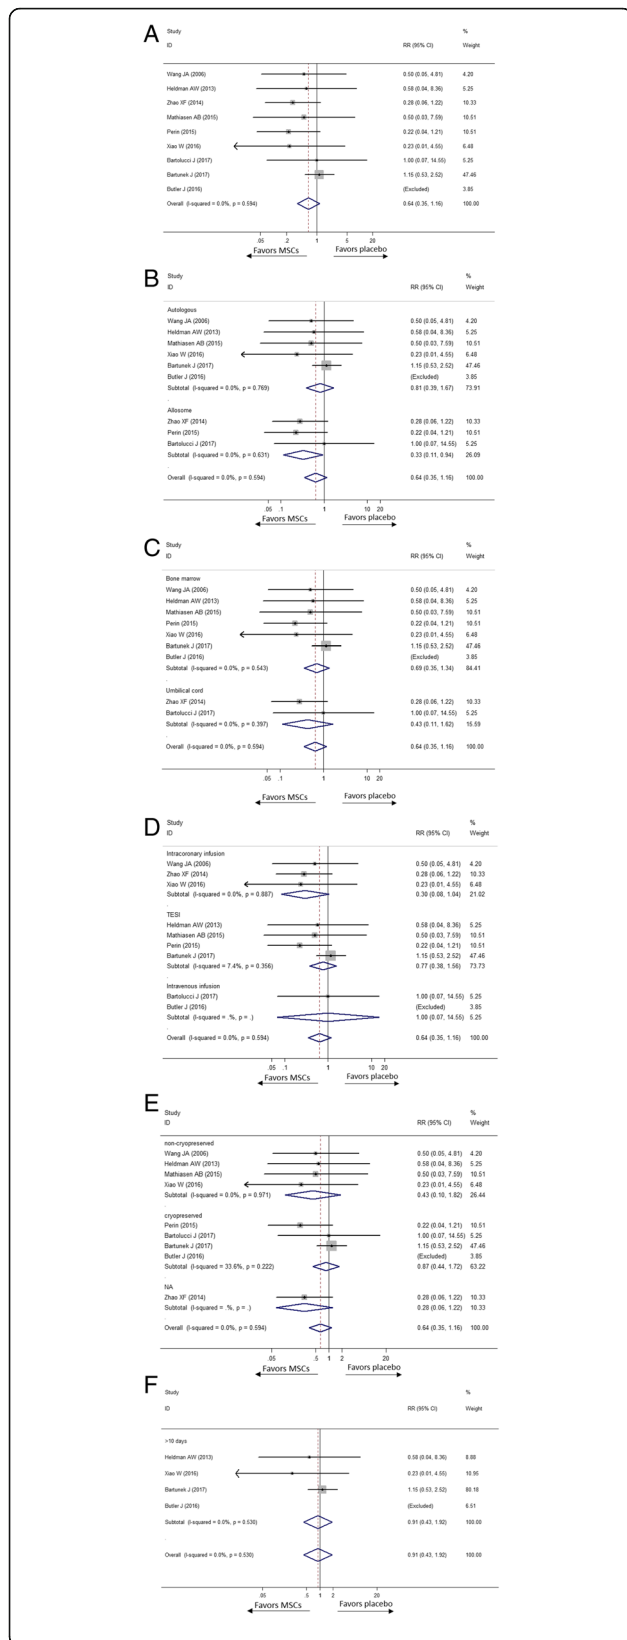 A
Study %
ID RR (95% CI) Weight
Wang JA (2006) 0.50 (0.05, 4.81) 4.20
Heldman AW (2013) 0.58 (0.04, 8.36) 5.25
Zhao XF (2014) 0.28 (0.06, 1.22) 10.33
Mathiasen AB (2015) 0.50 (0.03, 7.59) 10.51
Perin (2015) 0.22 (0.04, 1.21) 10.51
Xiao W (2016) 0.23 (0.01, 4.55) 6.48
Bartolucci J (2017) 1.00 (0.07, 14.55) 5.25
Bartunek J (2017) 1.15 (0.53, 2.52) 47.46
Butler J (2016) (Excluded) 3.85
Overall (I-squared = 0.0%, p = 0.594) 0.64 (0.35, 1.16) 100.00
.05 .2 1 5 20
Favors MSCs Favors placebo
B
Study %
ID RR (95% CI) Weight
Autologous
Wang JA (2006) 0.50 (0.05, 4.81) 4.20
Heldman AW (2013) 0.58 (0.04, 8.36) 5.25
Mathiasen AB (2015) 0.50 (0.03, 7.59) 10.51
Xiao W (2016) 0.23 (0.01, 4.55) 6.48
Bartunek J (2017) 1.15 (0.53, 2.52) 47.46
Butler J (2016) (Excluded) 3.85
Subtotal (I-squared = 0.0%, p = 0.769) 0.81 (0.39, 1.67) 73.91
.
Allosome
Zhao XF (2014) 0.28 (0.06, 1.22) 10.33
Perin (2015) 0.22 (0.04, 1.21) 10.51
Bartolucci J (2017) 1.00 (0.07, 14.55) 5.25
Subtotal (I-squared = 0.0%, p = 0.631) 0.33 (0.11, 0.94) 26.09
.
Overall (I-squared = 0.0%, p = 0.594) 0.64 (0.35, 1.16) 100.00
.05 .1 1 10 20
Favors MSCs Favors placebo
C
Study %
ID RR (95% CI) Weight
Bone marrow
Wang JA (2006) 0.50 (0.05, 4.81) 4.20
Heldman AW (2013) 0.58 (0.04, 8.36) 5.25
Mathiasen AB (2015) 0.50 (0.03, 7.59) 10.51
Perin (2015) 0.22 (0.04, 1.21) 10.51
Xiao W (2016) 0.23 (0.01, 4.55) 6.48
Bartunek J (2017) 1.15 (0.53, 2.52) 47.46
Butler J (2016) (Excluded) 3.85
Subtotal (I-squared = 0.0%, p = 0.543) 0.69 (0.35, 1.34) 84.41
.
Umbilical cord
Zhao XF (2014) 0.28 (0.06, 1.22) 10.33
Bartolucci J (2017) 1.00 (0.07, 14.55) 5.25
Subtotal (I-squared = 0.0%, p = 0.397) 0.43 (0.11, 1.62) 15.59
.
Overall (I-squared = 0.0%, p = 0.594) 0.64 (0.35, 1.16) 100.00
.05 .1 1 10 20
Favors MSCs Favors placebo
D
Study %
ID RR (95% CI) Weight
Intracoronary infusion
Wang JA (2006) 0.50 (0.05, 4.81) 4.20
Zhao XF (2014) 0.28 (0.06, 1.22) 10.33
Xiao W (2016) 0.23 (0.01, 4.55) 6.48
Subtotal (I-squared = 0.0%, p = 0.887) 0.30 (0.08, 1.04) 21.02
.
TESI
Heldman AW (2013) 0.58 (0.04, 8.36) 5.25
Mathiasen AB (2015) 0.50 (0.03, 7.59) 10.51
Perin (2015) 0.22 (0.04, 1.21) 10.51
Bartunek J (2017) 1.15 (0.53, 2.52) 47.46
Subtotal (I-squared = 7.4%, p = 0.356) 0.77 (0.38, 1.56) 73.73
.
Intravenous infusion
Bartolucci J (2017) 1.00 (0.07, 14.55) 5.25
Butler J (2016) (Excluded) 3.85
Subtotal (I-squared = .%, p = .) 1.00 (0.07, 14.55) 5.25
.
Overall (I-squared = 0.0%, p = 0.594) 0.64 (0.35, 1.16) 100.00
.05 .1 1 10 20
Favors MSCs Favors placebo
E
Study %
ID RR (95% CI) Weight
non-cryopreserved
Wang JA (2006) 0.50 (0.05, 4.81) 4.20
Heldman AW (2013) 0.58 (0.04, 8.36) 5.25
Mathiasen AB (2015) 0.50 (0.03, 7.59) 10.51
Xiao W (2016) 0.23 (0.01, 4.55) 6.48
Subtotal (I-squared = 0.0%, p = 0.971) 0.43 (0.10, 1.82) 26.44
.
cryopreserved
Perin (2015) 0.22 (0.04, 1.21) 10.51
Bartolucci J (2017) 1.00 (0.07, 14.55) 5.25
Bartunek J (2017) 1.15 (0.53, 2.52) 47.46
Butler J (2016) (Excluded) 3.85
Subtotal (I-squared = 33.6%, p = 0.222) 0.87 (0.44, 1.72) 63.22
.
NA
Zhao XF (2014) 0.28 (0.06, 1.22) 10.33
Subtotal (I-squared = .%, p = .) 0.28 (0.06, 1.22) 10.33
.
Overall (I-squared = 0.0%, p = 0.594) 0.64 (0.35, 1.16) 100.00
.05 .5 1 2 20
Favors MSCs Favors placebo
F
Study %
ID RR (95% CI) Weight
>10 days
Heldman AW (2013) 0.58 (0.04, 8.36) 8.88
Xiao W (2016) 0.23 (0.01, 4.55) 10.95
Bartunek J (2017) 1.15 (0.53, 2.52) 80.18
Butler J (2016) (Excluded) 6.51
Subtotal (I-squared = 0.0%, p = 0.530) 0.91 (0.43, 1.92) 100.00
.
Overall (I-squared = 0.0%, p = 0.530) 0.91 (0.43, 1.92) 100.00
.05 .5 1 2 20
Favors MSCs Favors placebo